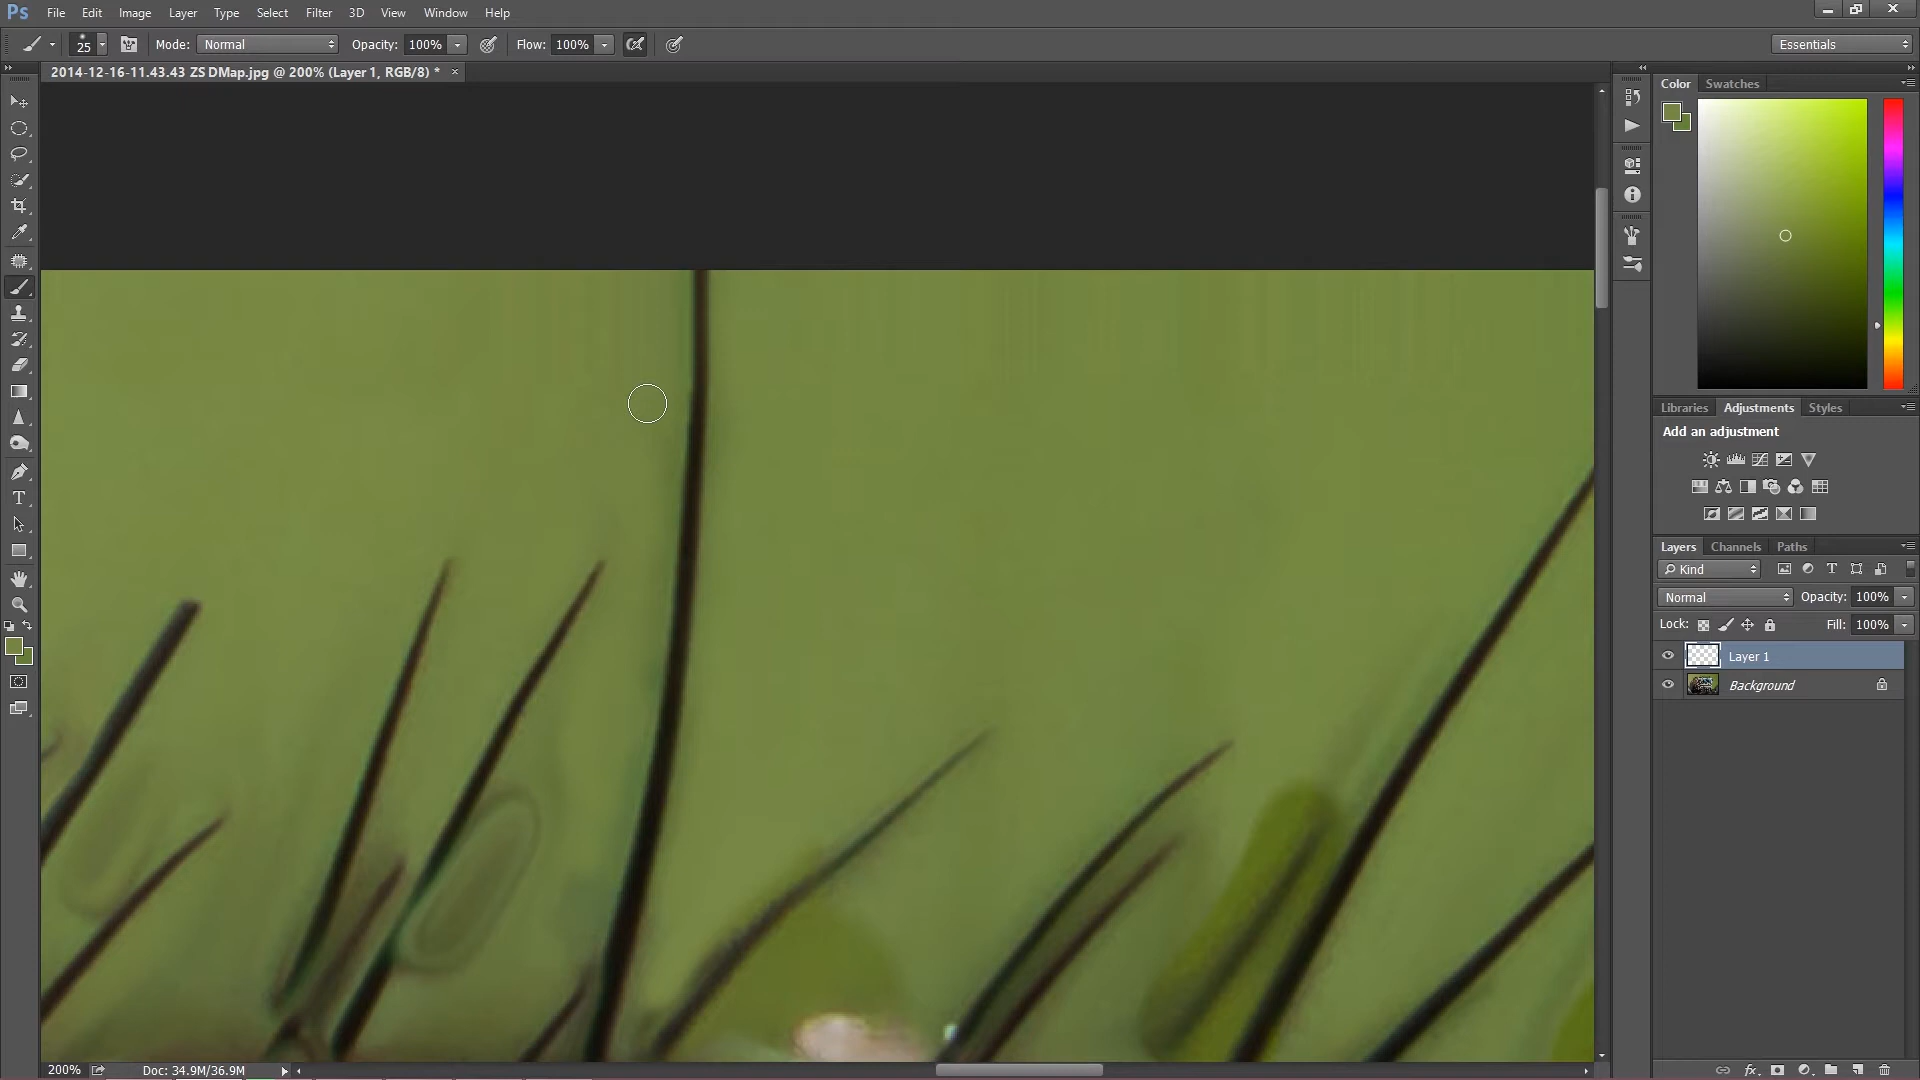 Ps File Edit Image Layer Type Select Filter 3D View Window Help
25 Mode: Normal Opacity: 100% Flow: 100% Essentials
2014-12-16-11.43.43 ZS DMap.jpg @ 200% (Layer 1, RGB/8) * ×
Color Swatches
Libraries Adjustments Styles
Add an adjustment
Layers Channels Paths
Kind T
Normal Opacity: 100%
Lock: Fill: 100%
Layer 1
Background
T
fx
200% Doc: 34.9M/36.9M